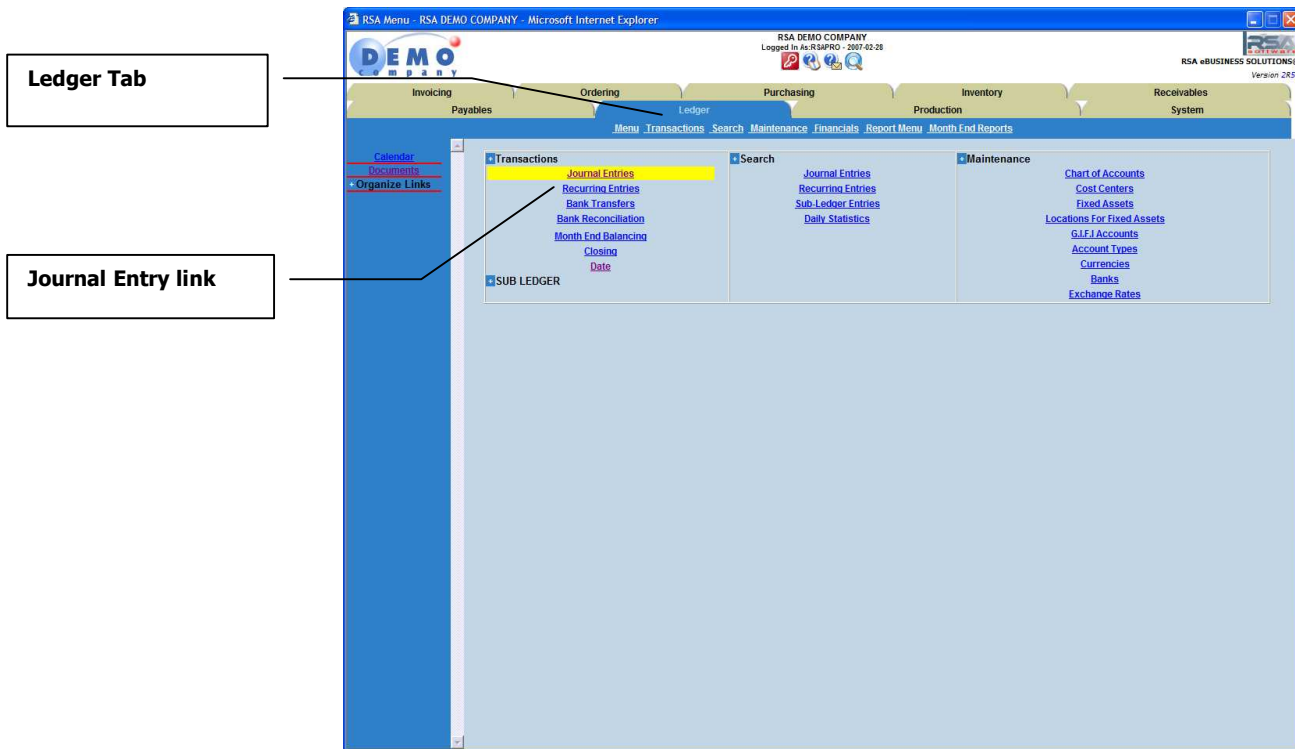 RSA Menu - RSA DEMO COMPANY - Microsoft Internet Explorer
DEMO
company
RSA DEMO COMPANY
Logged In As:RSAPRO - 2007-02-28
RSA
software
RSA eBUSINESS SOLUTIONS
Version 2R5
Ledger Tab
Invoicing Ordering Purchasing Inventory Receivables
Payables Ledger Production System
Menu Transactions Search Maintenance Financials Report Menu Month End Reports
Calendar
Documents
Organize Links
Journal Entry link
Transactions
Journal Entries
Recurring Entries
Bank Transfers
Bank Reconciliation
Month End Balancing
Closing
Date
SUB LEDGER
Search
Journal Entries
Recurring Entries
Sub-Ledger Entries
Daily Statistics
Maintenance
Chart of Accounts
Cost Centers
Fixed Assets
Locations For Fixed Assets
G.I.F.I Accounts
Account Types
Currencies
Banks
Exchange Rates